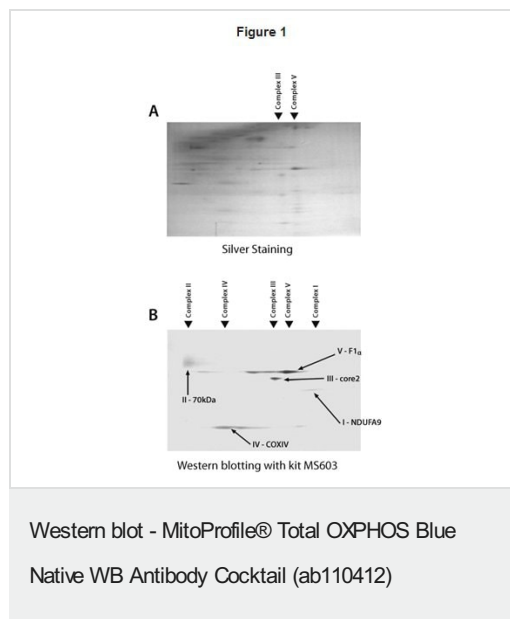 Figure 1
Complex III
Complex V
A
Silver Staining
Complex II
Complex IV
Complex III
Complex V
Complex I
B
V - F1α
III - core2
II - 70kDa
I - NDUFA9
IV - COXIV
Western blotting with kit MS603
Western blot - MitoProfile® Total OXPHOS Blue
Native WB Antibody Cocktail (ab110412)